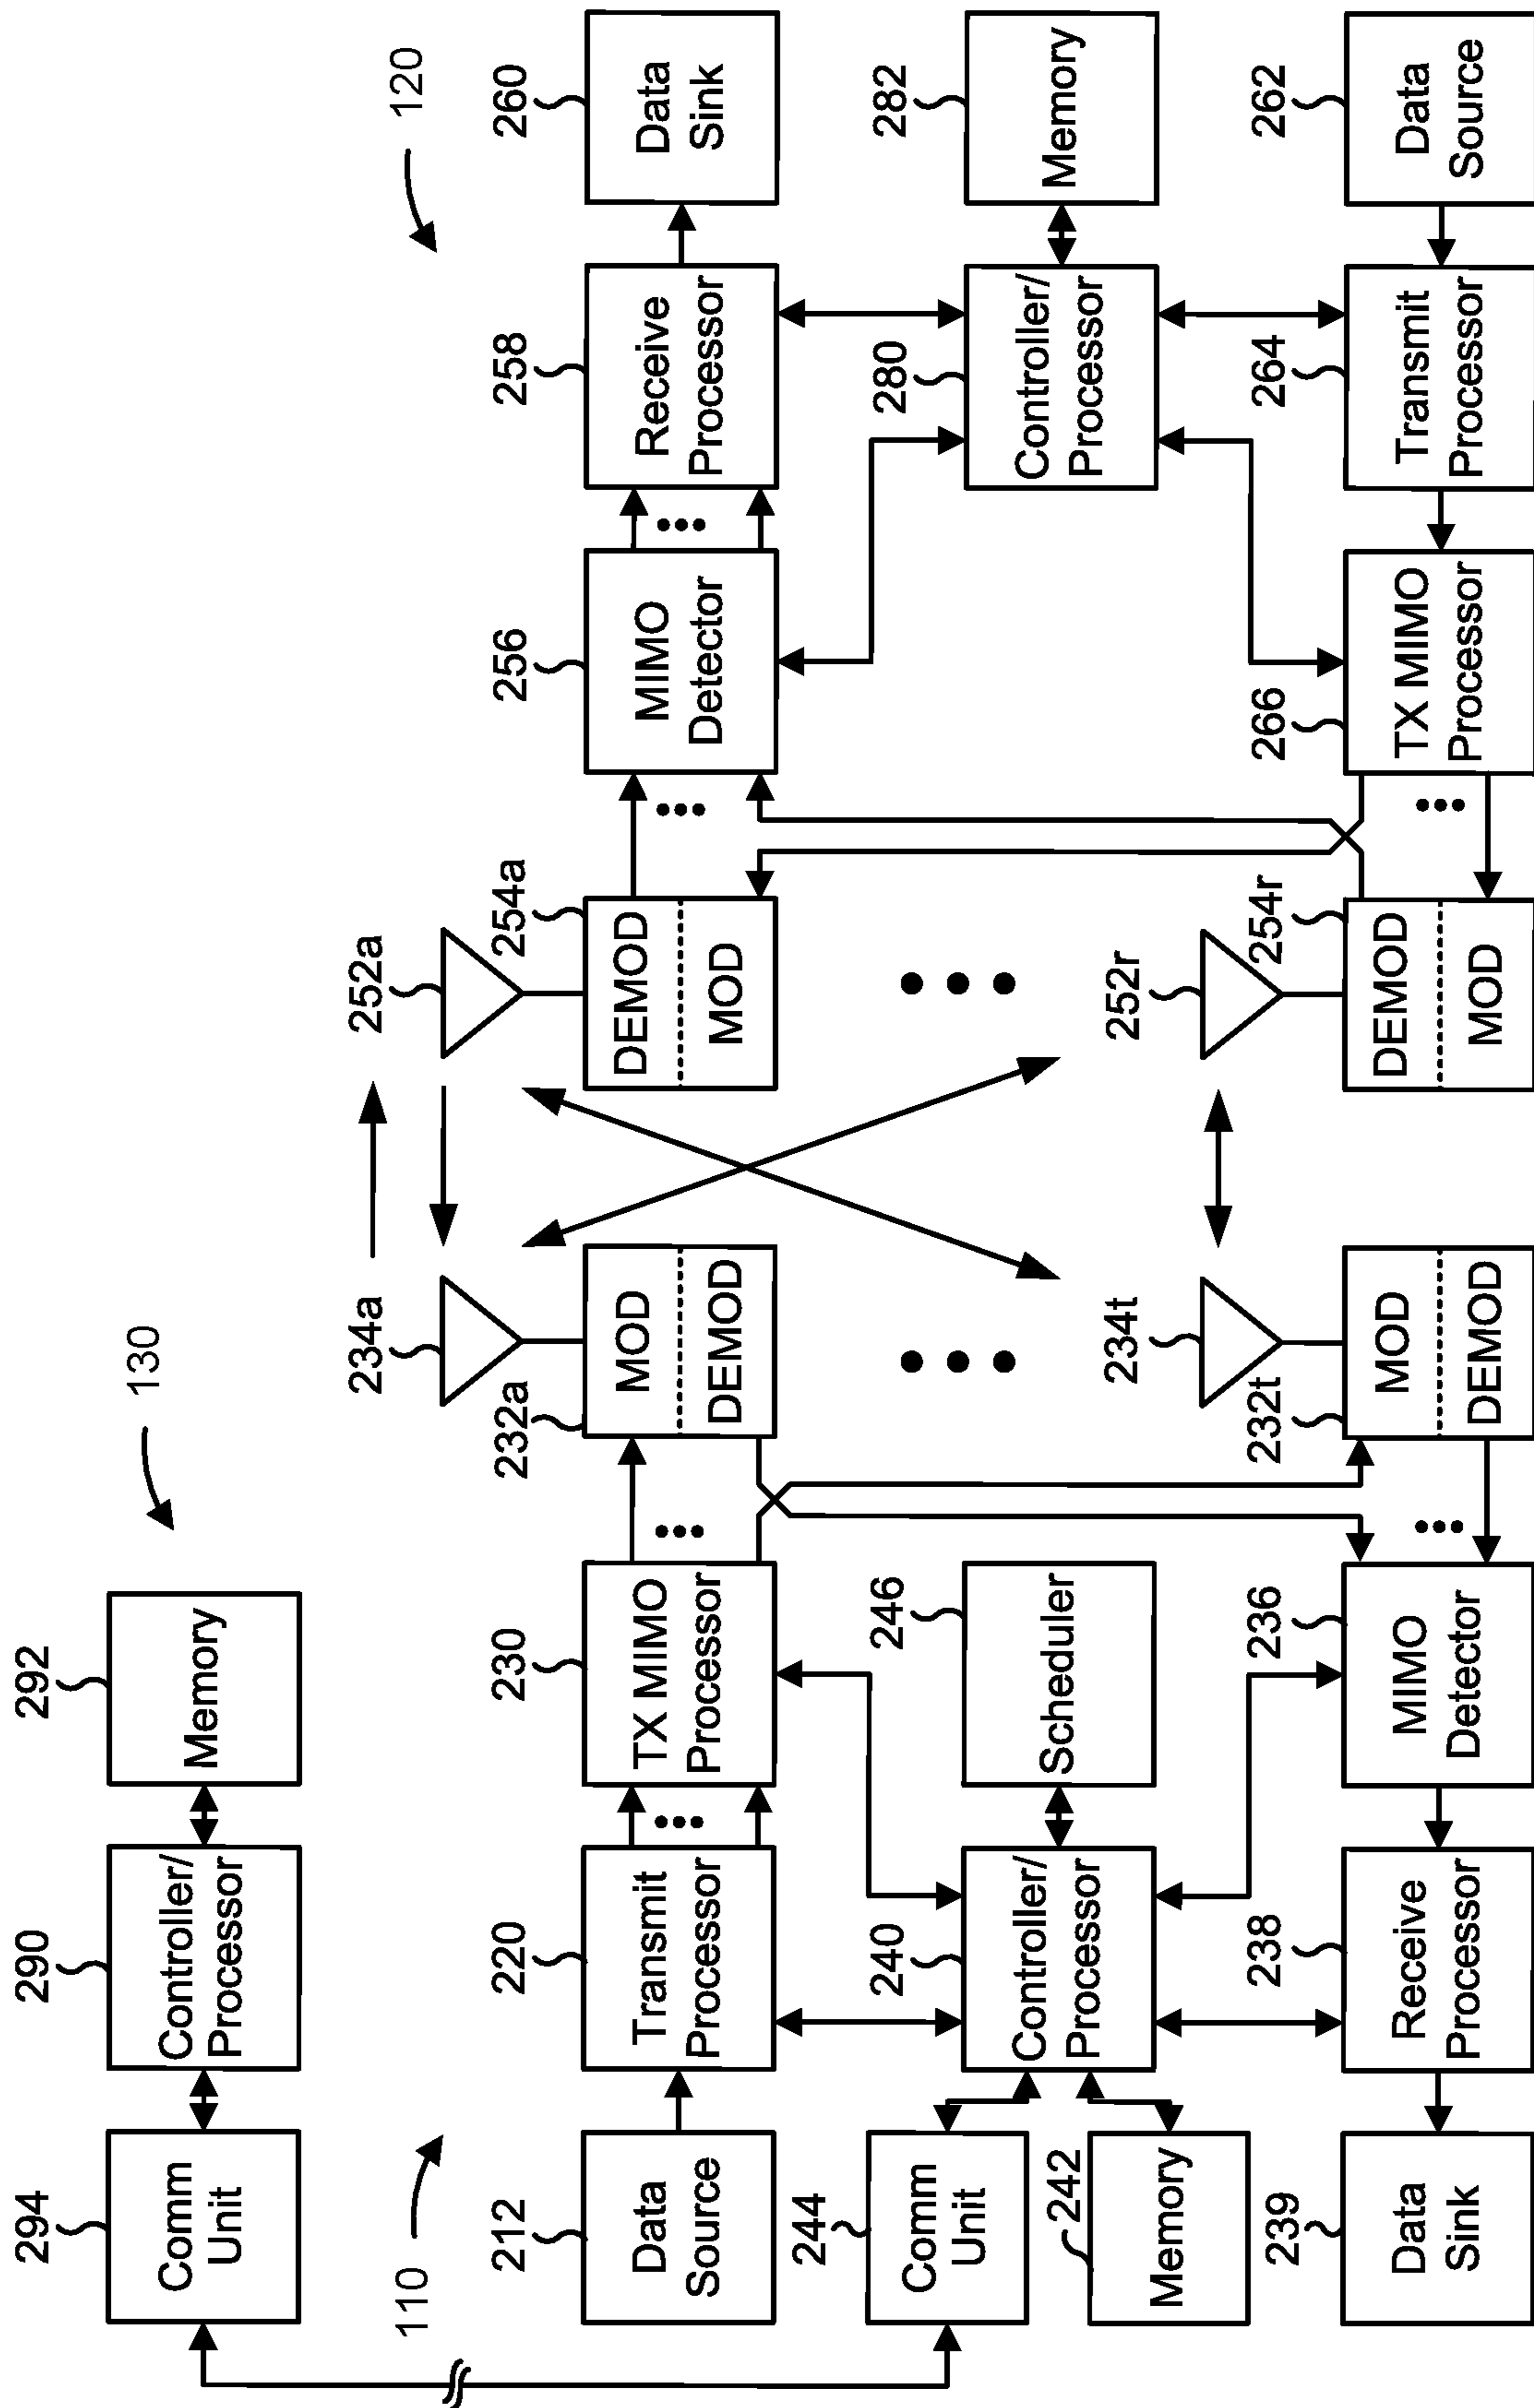 294
Comm
Unit
290
Controller/
Processor
292
Memory
130
110
120
212
Data
Source
220
Transmit
Processor
230
TX MIMO
Processor
232a
MOD
DEMOD
234a
252a
254a
DEMOD
MOD
256
MIMO
Detector
258
Receive
Processor
260
Data
Sink
244
Comm
Unit
242
Memory
240
Controller/
Processor
246
Scheduler
280
Controller/
Processor
282
Memory
239
Data
Sink
238
Receive
Processor
236
MIMO
Detector
232t
MOD
DEMOD
234t
252r
254r
DEMOD
MOD
266
TX MIMO
Processor
264
Transmit
Processor
262
Data
Source